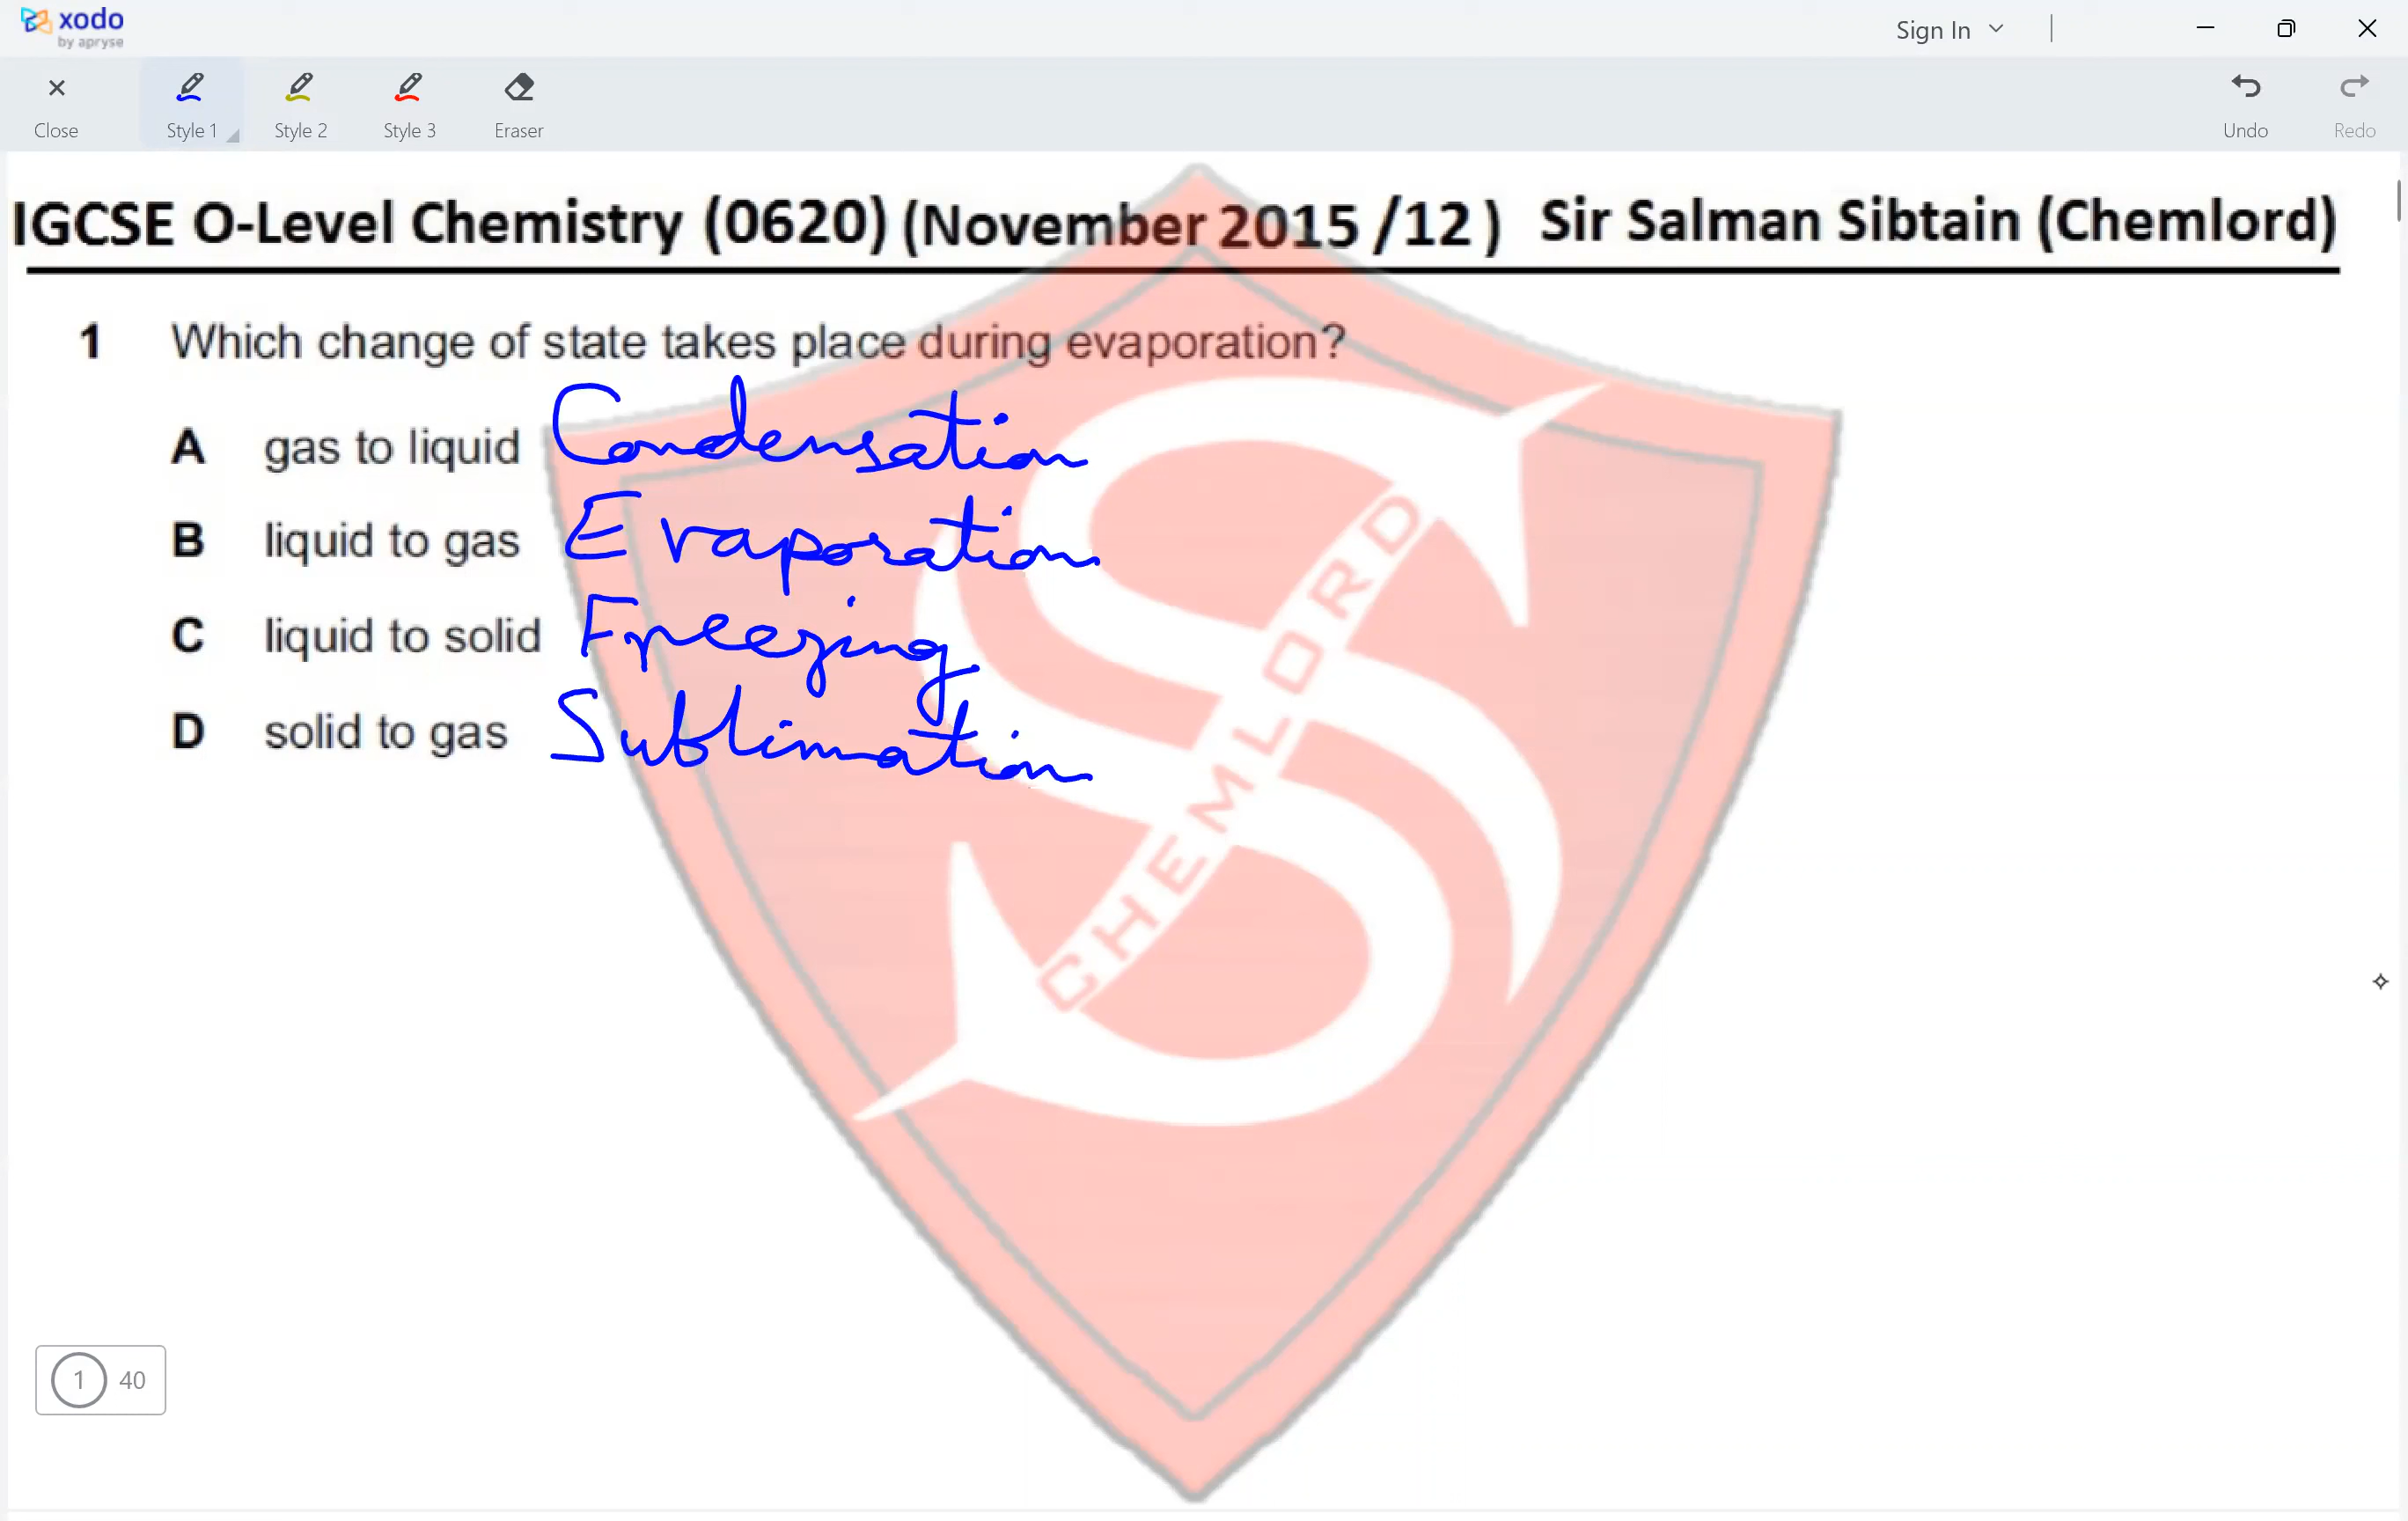 xodo
by apryse
Sign In
Close
Style 1
Style 2
Style 3
Eraser
Undo
Redo
IGCSE O-Level Chemistry (0620) (November 2015 /12 ) Sir Salman Sibtain (Chemlord)
1 Which change of state takes place during evaporation?
A gas to liquid Condensation
B liquid to gas Evaporation
C liquid to solid Freezing
D solid to gas Sublimation
CHEMLORD
1 40